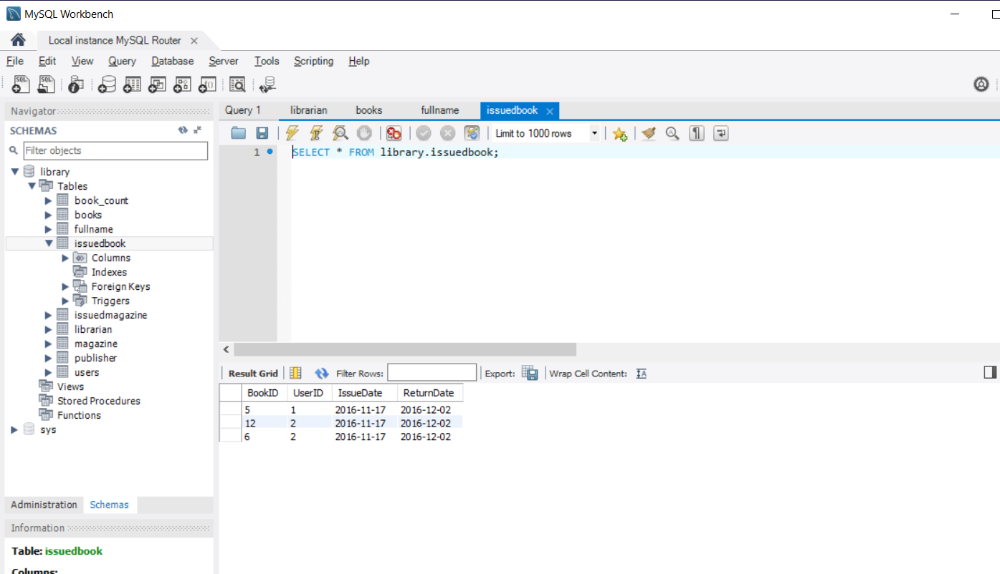 MySQL Workbench
Local instance MySQL Router
File Edit View Query Database Server Tools Scripting Help
SQL SQL
Navigator
SCHEMAS
Filter objects
library
Tables
book_count
books
fullname
issuedbook
Columns
Indexes
Foreign Keys
Triggers
issuedmagazine
librarian
magazine
publisher
users
Views
Stored Procedures
Functions
sys
Administration Schemas
Information
Table: issuedbook
Columns:
Query 1 librarian books fullname issuedbook
Limit to 1000 rows
1 SELECT * FROM library.issuedbook;
Result Grid Filter Rows: Export: Wrap Cell Content:
BookID UserID IssueDate ReturnDate
5 1 2016-11-17 2016-12-02
12 2 2016-11-17 2016-12-02
6 2 2016-11-17 2016-12-02